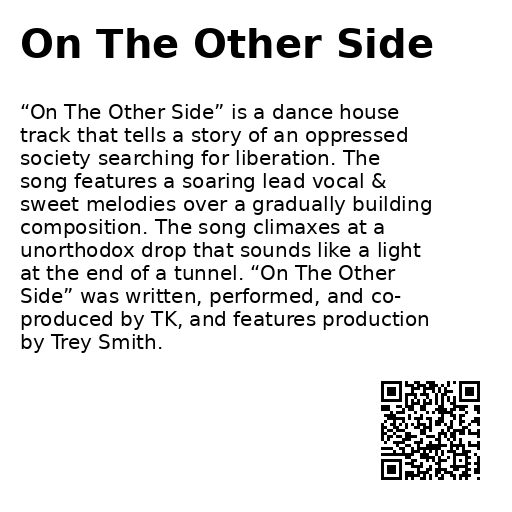 On The Other Side
“On The Other Side” is a dance house
track that tells a story of an oppressed
society searching for liberation. The
song features a soaring lead vocal &
sweet melodies over a gradually building
composition. The song climaxes at a
unorthodox drop that sounds like a light
at the end of a tunnel. “On The Other
Side” was written, performed, and co-
produced by TK, and features production
by Trey Smith.